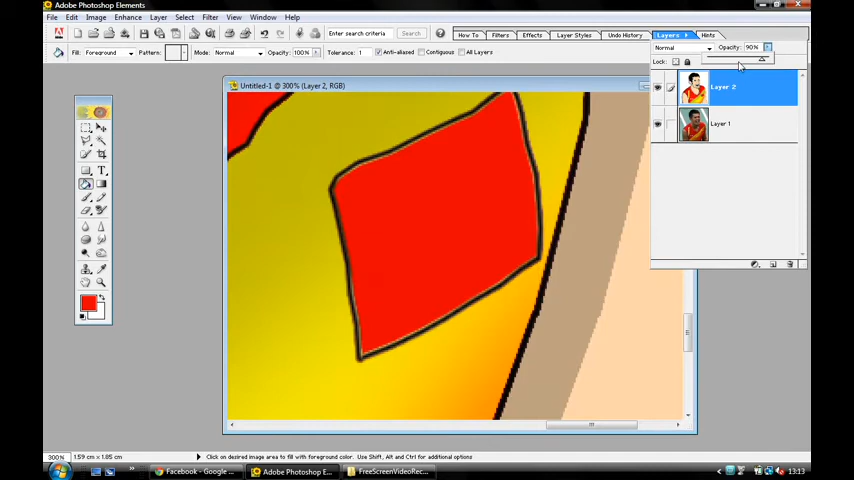 File Edit Image Enhance Layer Select Filter View Window Help
Enter search criteria Search How To Filters Effects Layer Styles Undo History Layers Hints
Fill: Foreground Pattern: Mode: Normal Opacity: 100% Tolerance: 1 Anti-aliased Contiguous All Layers
Normal Opacity: 90%
Lock:
Untitled-1 @ 300% (Layer 2, RGB)
Layer 2
Layer 1
300% 1.59 cm x 1.85 cm Click on desired image area to fill with foreground color. Use Shift, Alt and Ctrl for additional options
Facebook - Google ... Adobe Photoshop E... FreeScreenVideoRec... 13:13